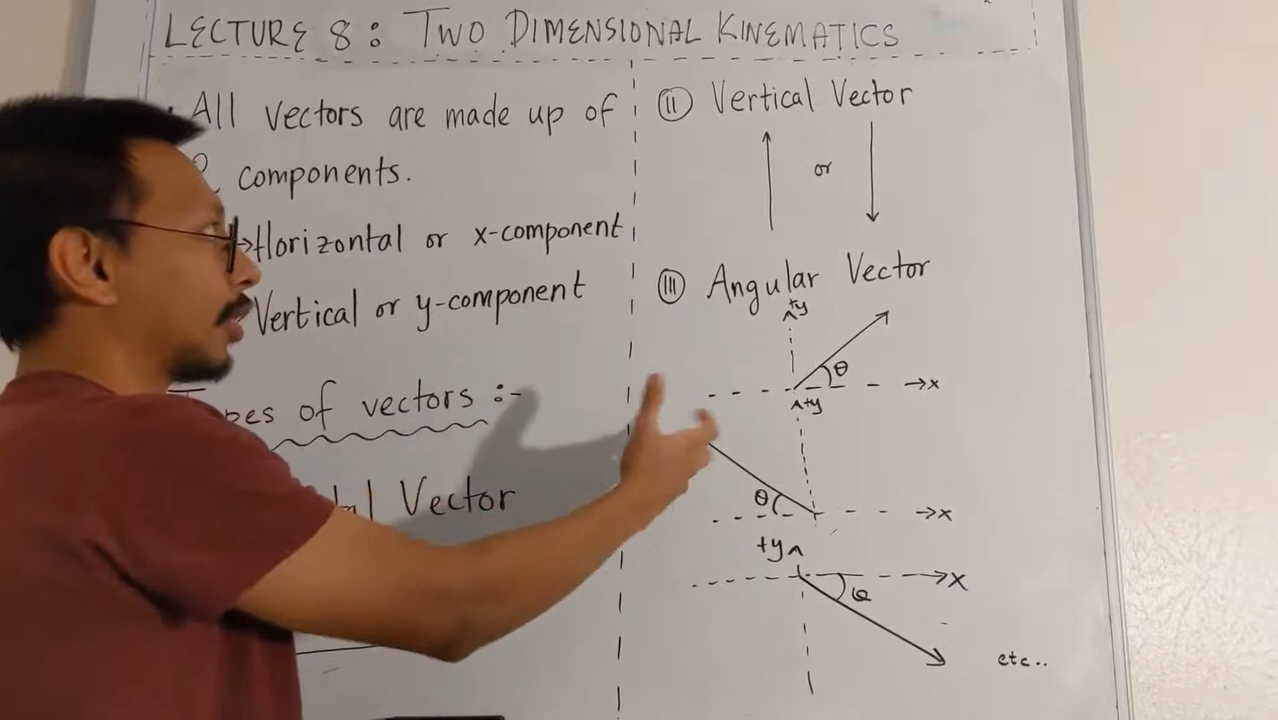 LECTURE 8 : TWO DIMENSIONAL KINEMATICS
All vectors are made up of
components.
Horizontal or x-component
Vertical or y-component
of vectors :-
Vector
(II) Vertical Vector
or
(III) Angular Vector
+y
θ
x
+y
θ
x
+y
x
θ
etc..